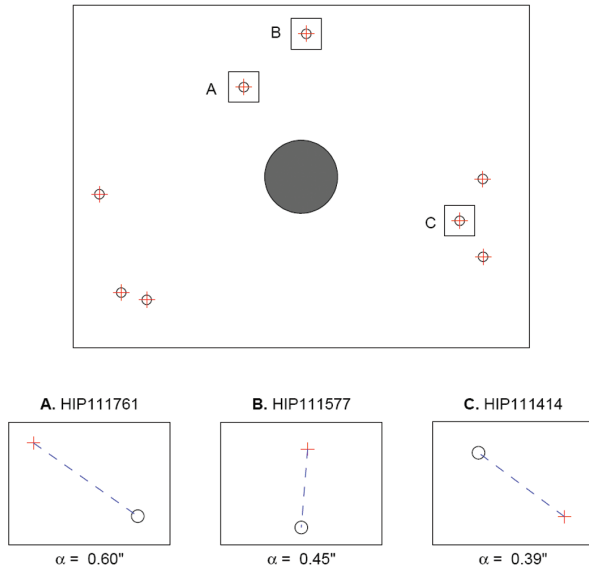 B
A
C
A. HIP111761
B. HIP111577
C. HIP111414
α = 0.60"
α = 0.45"
α = 0.39"